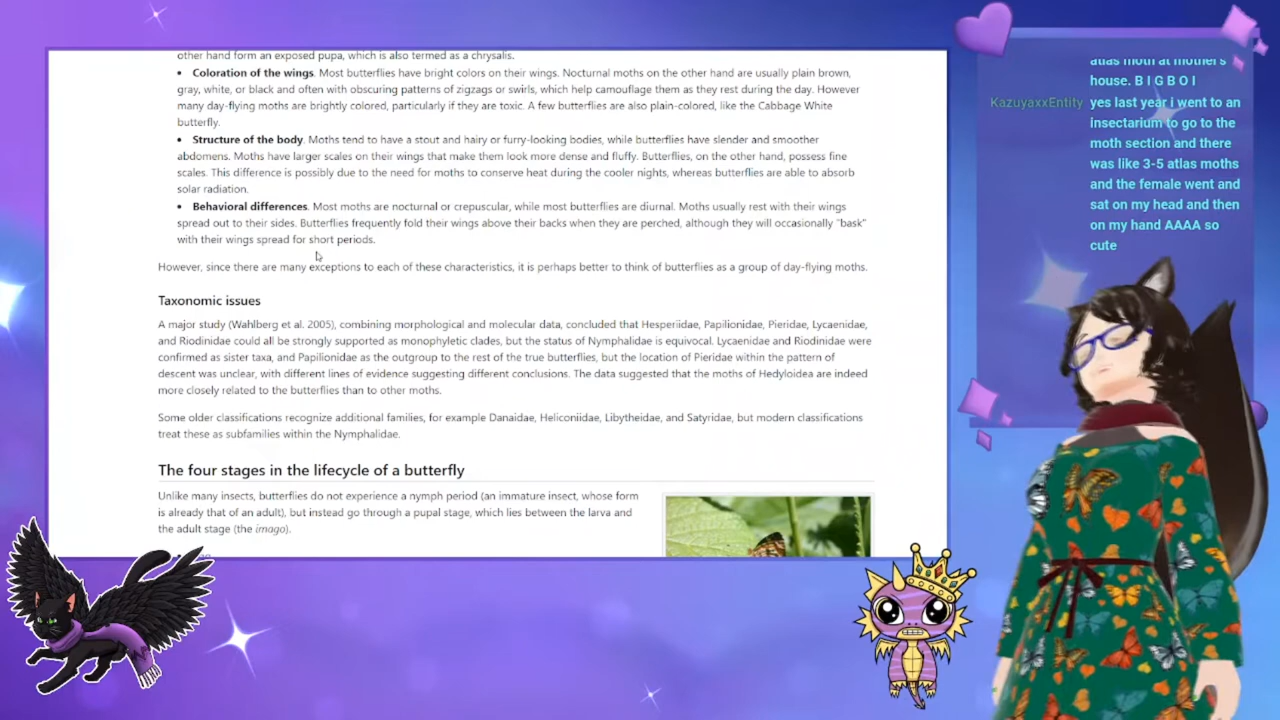 other hand form an exposed pupa, which is also termed as a chrysalis.
• Coloration of the wings. Most butterflies have bright colors on their wings. Nocturnal moths on the other hand are usually plain brown,
gray, white, or black and often with obscuring patterns of zigzags or swirls, which help camouflage them as they rest during the day. However
many day-flying moths are brightly colored, particularly if they are toxic. A few butterflies are also plain-colored, like the Cabbage White
butterfly.
• Structure of the body. Moths tend to have a stout and hairy or furry-looking bodies, while butterflies have slender and smoother
abdomens. Moths have larger scales on their wings that make them look more dense and fluffy. Butterflies, on the other hand, possess fine
scales. This difference is possibly due to the need for moths to conserve heat during the cooler nights, whereas butterflies are able to absorb
solar radiation.
• Behavioral differences. Most moths are nocturnal or crepuscular, while most butterflies are diurnal. Moths usually rest with their wings
spread out to their sides. Butterflies frequently fold their wings above their backs when they are perched, although they will occasionally "bask"
with their wings spread for short periods.
However, since there are many exceptions to each of these characteristics, it is perhaps better to think of butterflies as a group of day-flying moths.
Taxonomic issues
A major study (Wahlberg et al. 2005), combining morphological and molecular data, concluded that Hesperiidae, Papilionidae, Pieridae, Lycaenidae,
and Riodinidae could all be strongly supported as monophyletic clades, but the status of Nymphalidae is equivocal. Lycaenidae and Riodinidae were
confirmed as sister taxa, and Papilionidae as the outgroup to the rest of the true butterflies, but the location of Pieridae within the pattern of
descent was unclear, with different lines of evidence suggesting different conclusions. The data suggested that the moths of Hedyloidea are indeed
more closely related to the butterflies than to other moths.
Some older classifications recognize additional families, for example Danaidae, Heliconiidae, Libytheidae, and Satyridae, but modern classifications
treat these as subfamilies within the Nymphalidae.
The four stages in the lifecycle of a butterfly
Unlike many insects, butterflies do not experience a nymph period (an immature insect, whose form
is already that of an adult), but instead go through a pupal stage, which lies between the larva and
the adult stage (the imago).
atlas moth at mothers
house. B I G B O I
KazuyaxxEntity yes last year i went to an
insectarium to go to the
moth section and there
was like 3-5 atlas moths
and the female went and
sat on my head and then
on my hand AAAA so
cute